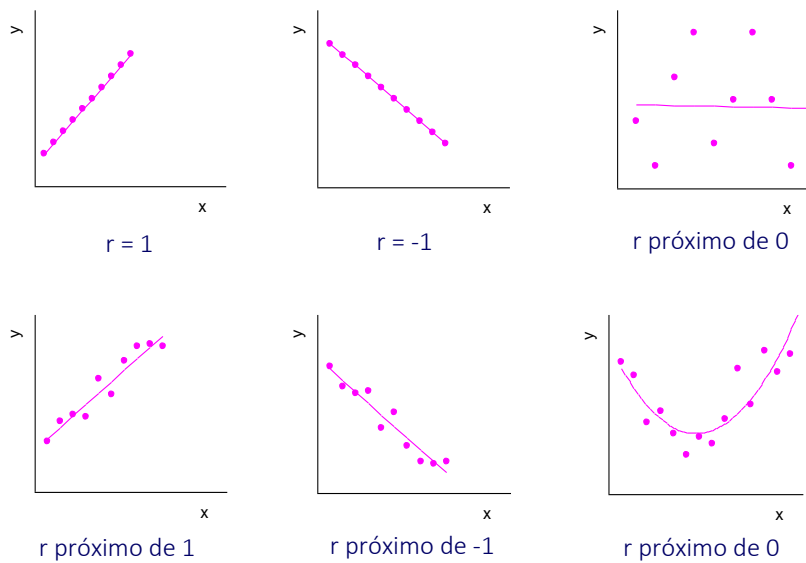 y
x
r = 1
y
x
r = -1
y
x
r próximo de 0
y
x
r próximo de 1
y
x
r próximo de -1
y
x
r próximo de 0